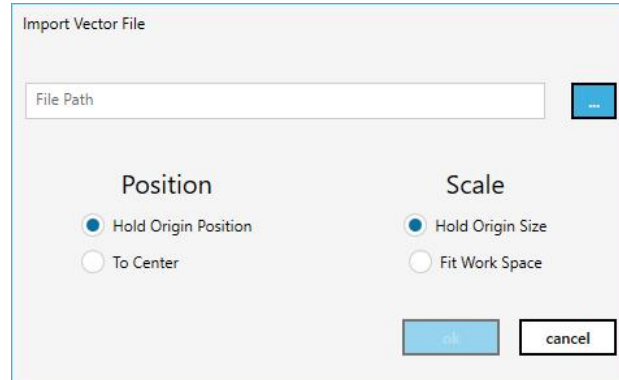 Import Vector File
File Path
...
Position
Scale
Hold Origin Position
Hold Origin Size
To Center
Fit Work Space
ok
cancel